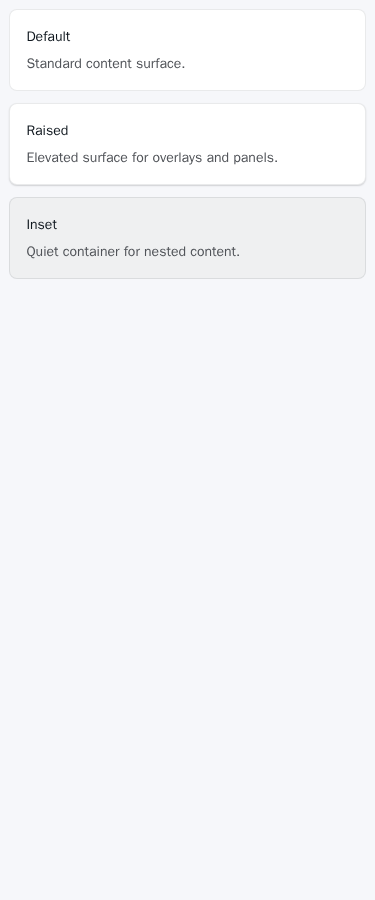 Default
Standard content surface.
Raised
Elevated surface for overlays and panels.
Inset
Quiet container for nested content.